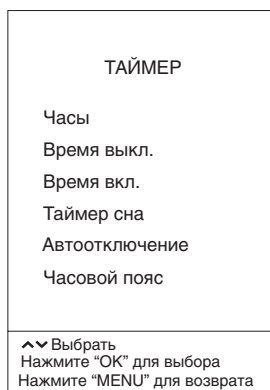 ТАЙМЕР
Часы
Время выкл.
Время вкл.
Таймер сна
Автоотключение
Часовой пояс
Выбрать
Нажмите “OK” для выбора
Нажмите “MENU” для возврата